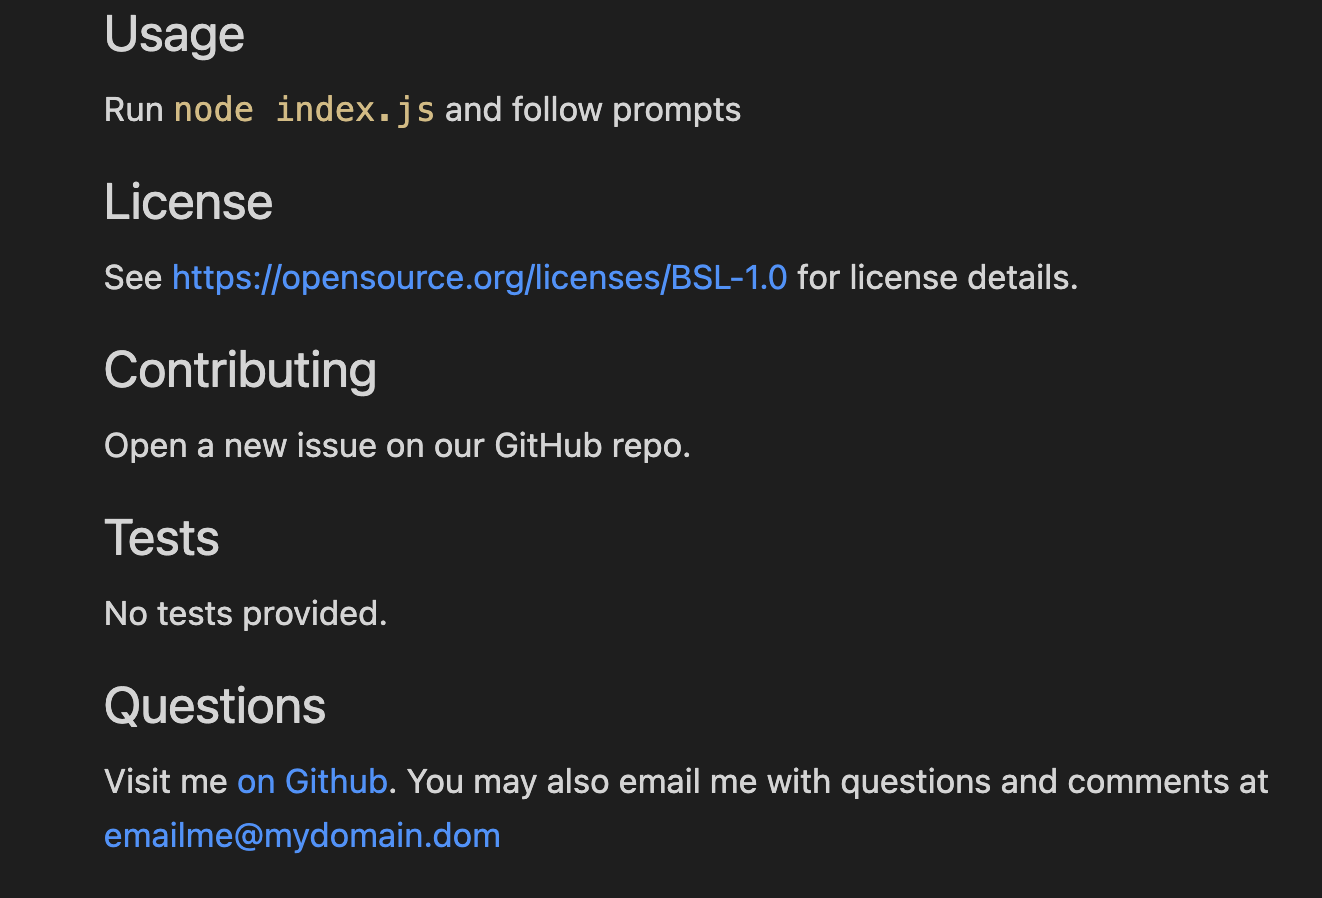 Usage
Run node index.js and follow prompts
License
See https://opensource.org/licenses/BSL-1.0 for license details.
Contributing
Open a new issue on our GitHub repo.
Tests
No tests provided.
Questions
Visit me on Github. You may also email me with questions and comments at
emailme@mydomain.dom